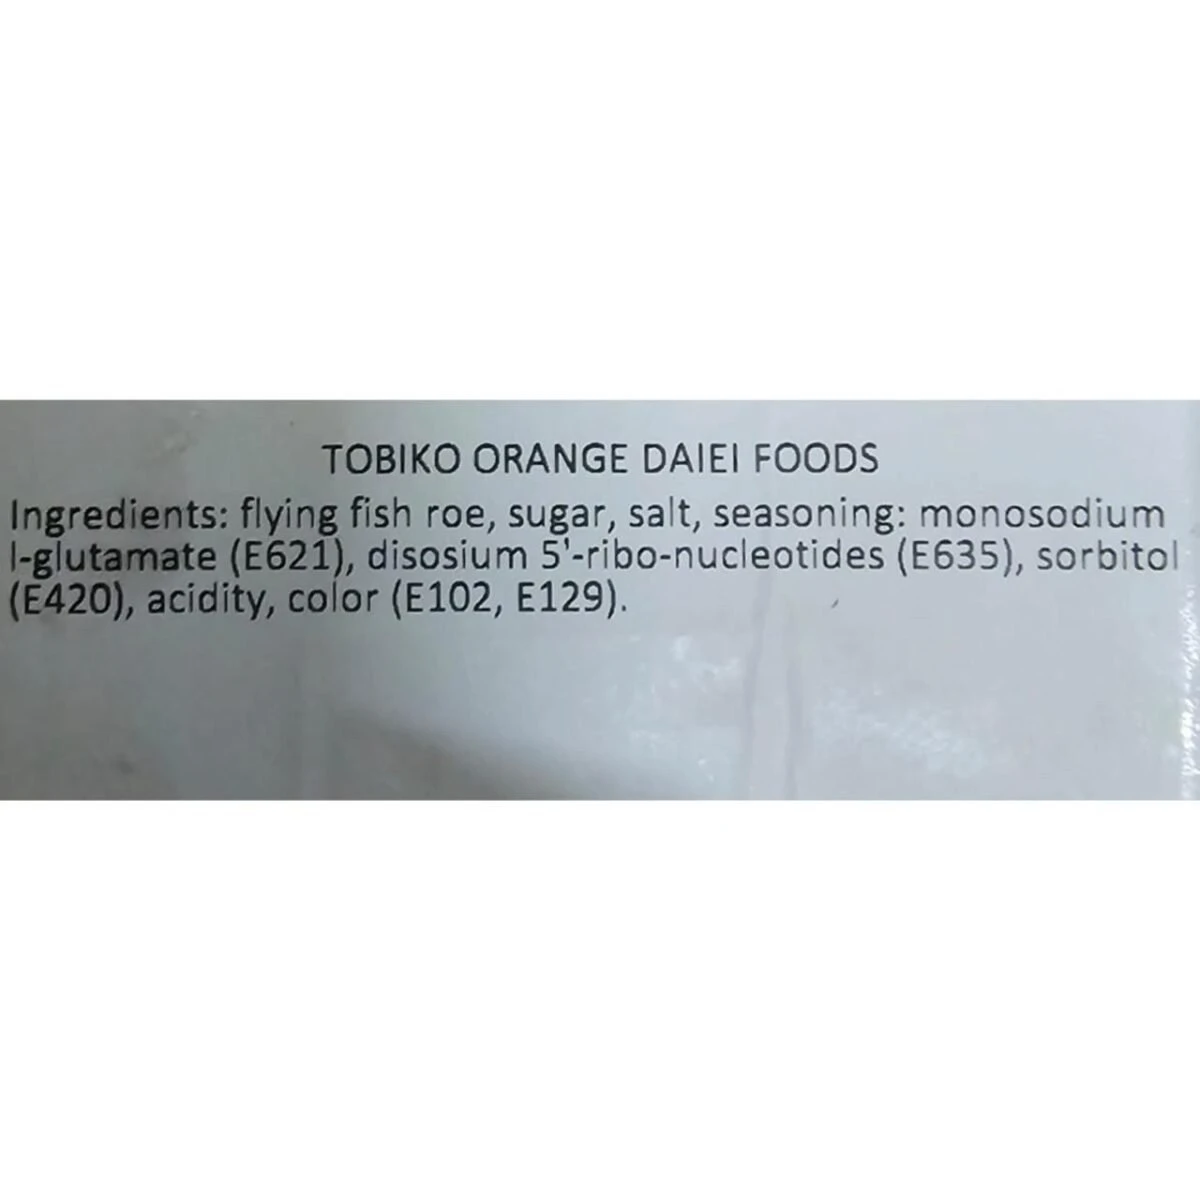 TOBIKO ORANGE DAIEI FOODS
Ingredients: flying fish roe, sugar, salt, seasoning: monosodium
l-glutamate (E621), disosium 5'-ribo-nucleotides (E635), sorbitol
(E420), acidity, color (E102, E129).